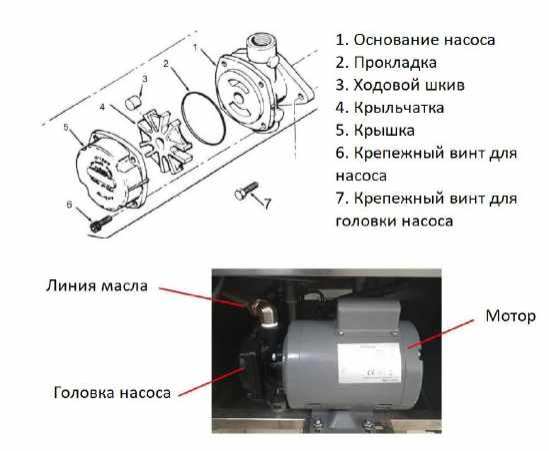 1. Основание насоса
2. Прокладка
3. Ходовой шкив
4. Крыльчатка
5. Крышка
6. Крепежный винт для
насоса
7. Крепежный винт для
головки насоса
1
2
3
4
5
6
7
Линия масла
Мотор
Головка насоса